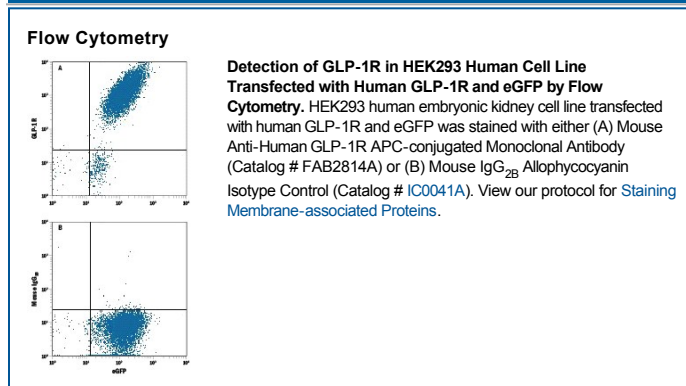 Flow Cytometry
A
GLP-1R
Detection of GLP-1R in HEK293 Human Cell Line
Transfected with Human GLP-1R and eGFP by Flow
Cytometry. HEK293 human embryonic kidney cell line transfected
with human GLP-1R and eGFP was stained with either (A) Mouse
Anti-Human GLP-1R APC-conjugated Monoclonal Antibody
(Catalog # FAB2814A) or (B) Mouse IgG2B Allophycocyanin
Isotype Control (Catalog # IC0041A). View our protocol for Staining
Membrane-associated Proteins.
B
eGFP